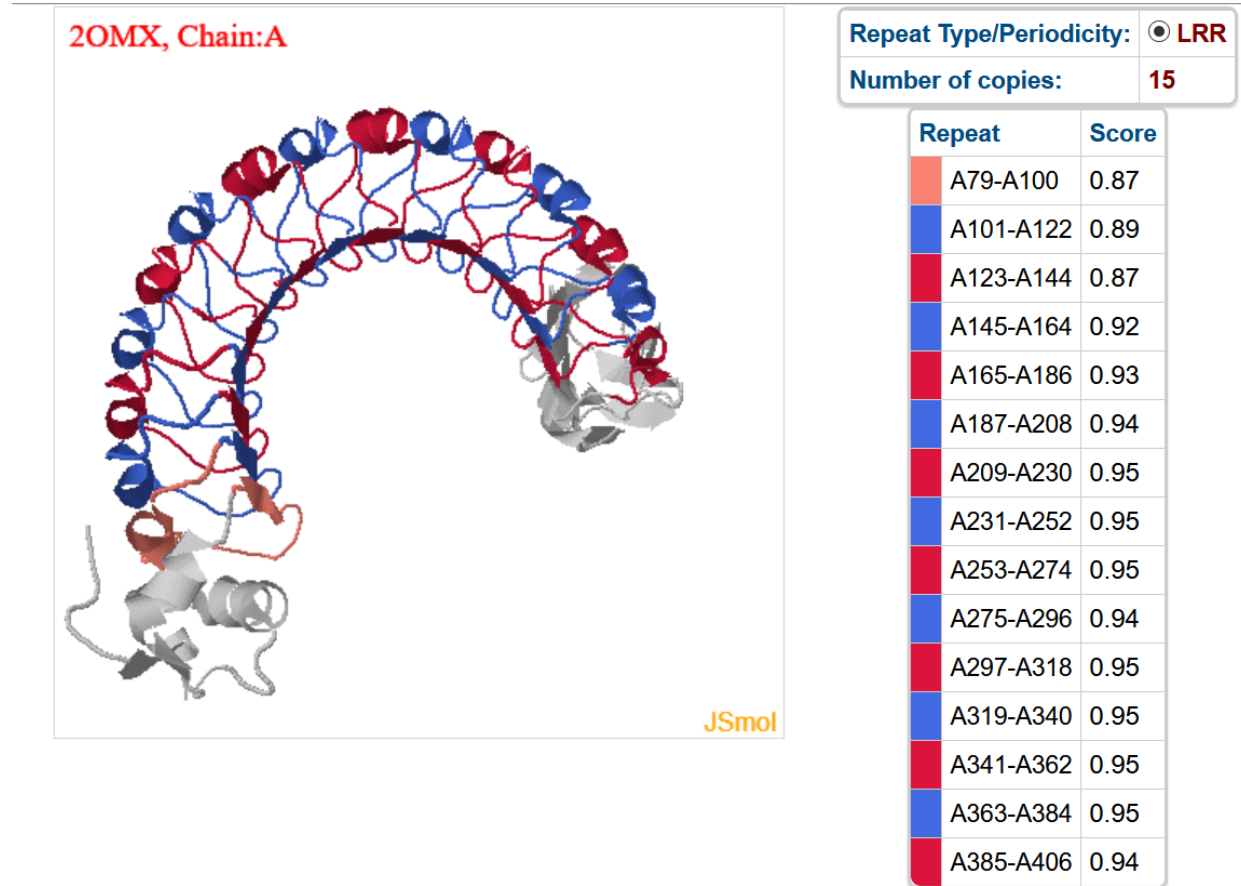 2OMX, Chain:A
JSmol
Repeat Type/Periodicity: LRR
Number of copies: 15
Repeat Score
A79-A100 0.87
A101-A122 0.89
A123-A144 0.87
A145-A164 0.92
A165-A186 0.93
A187-A208 0.94
A209-A230 0.95
A231-A252 0.95
A253-A274 0.95
A275-A296 0.94
A297-A318 0.95
A319-A340 0.95
A341-A362 0.95
A363-A384 0.95
A385-A406 0.94